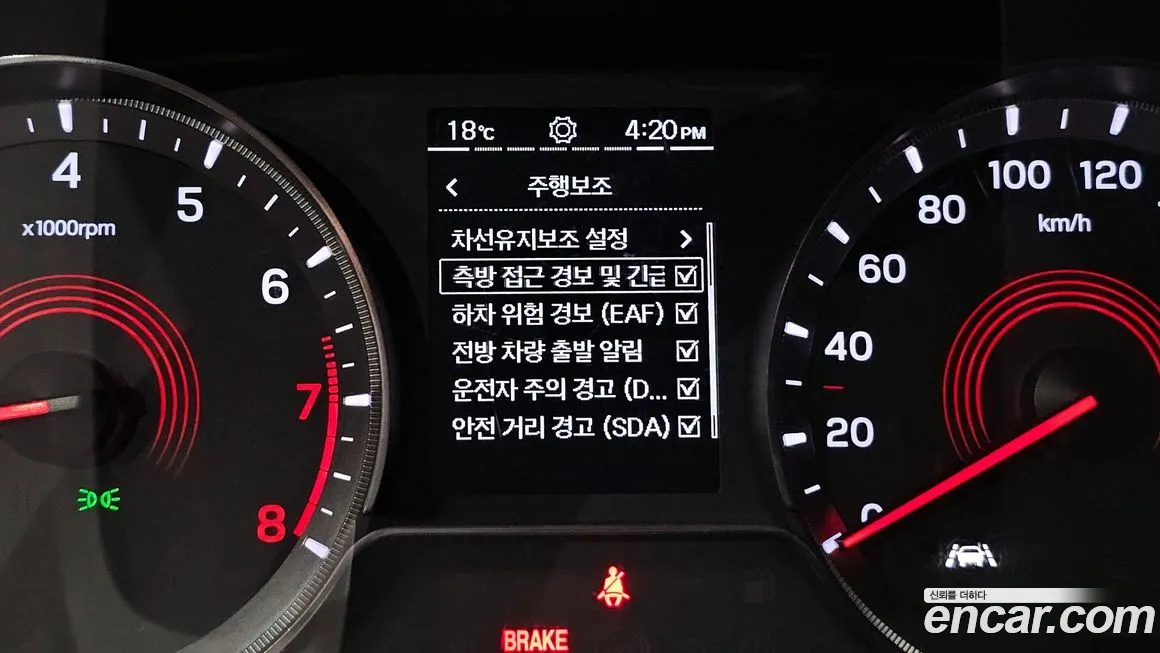 18℃ 4:20PM
주행보조
차선유지보조 설정
측방 접근 경보 및 긴급
하차 위험 경보 (EAF)
전방 차량 출발 알림
운전자 주의 경고 (D...
안전 거리 경고 (SDA)
4
5
x1000rpm
6
7
8
BRAKE
0
20
40
60
80
100
120
km/h
신뢰를 더하다
encar.com